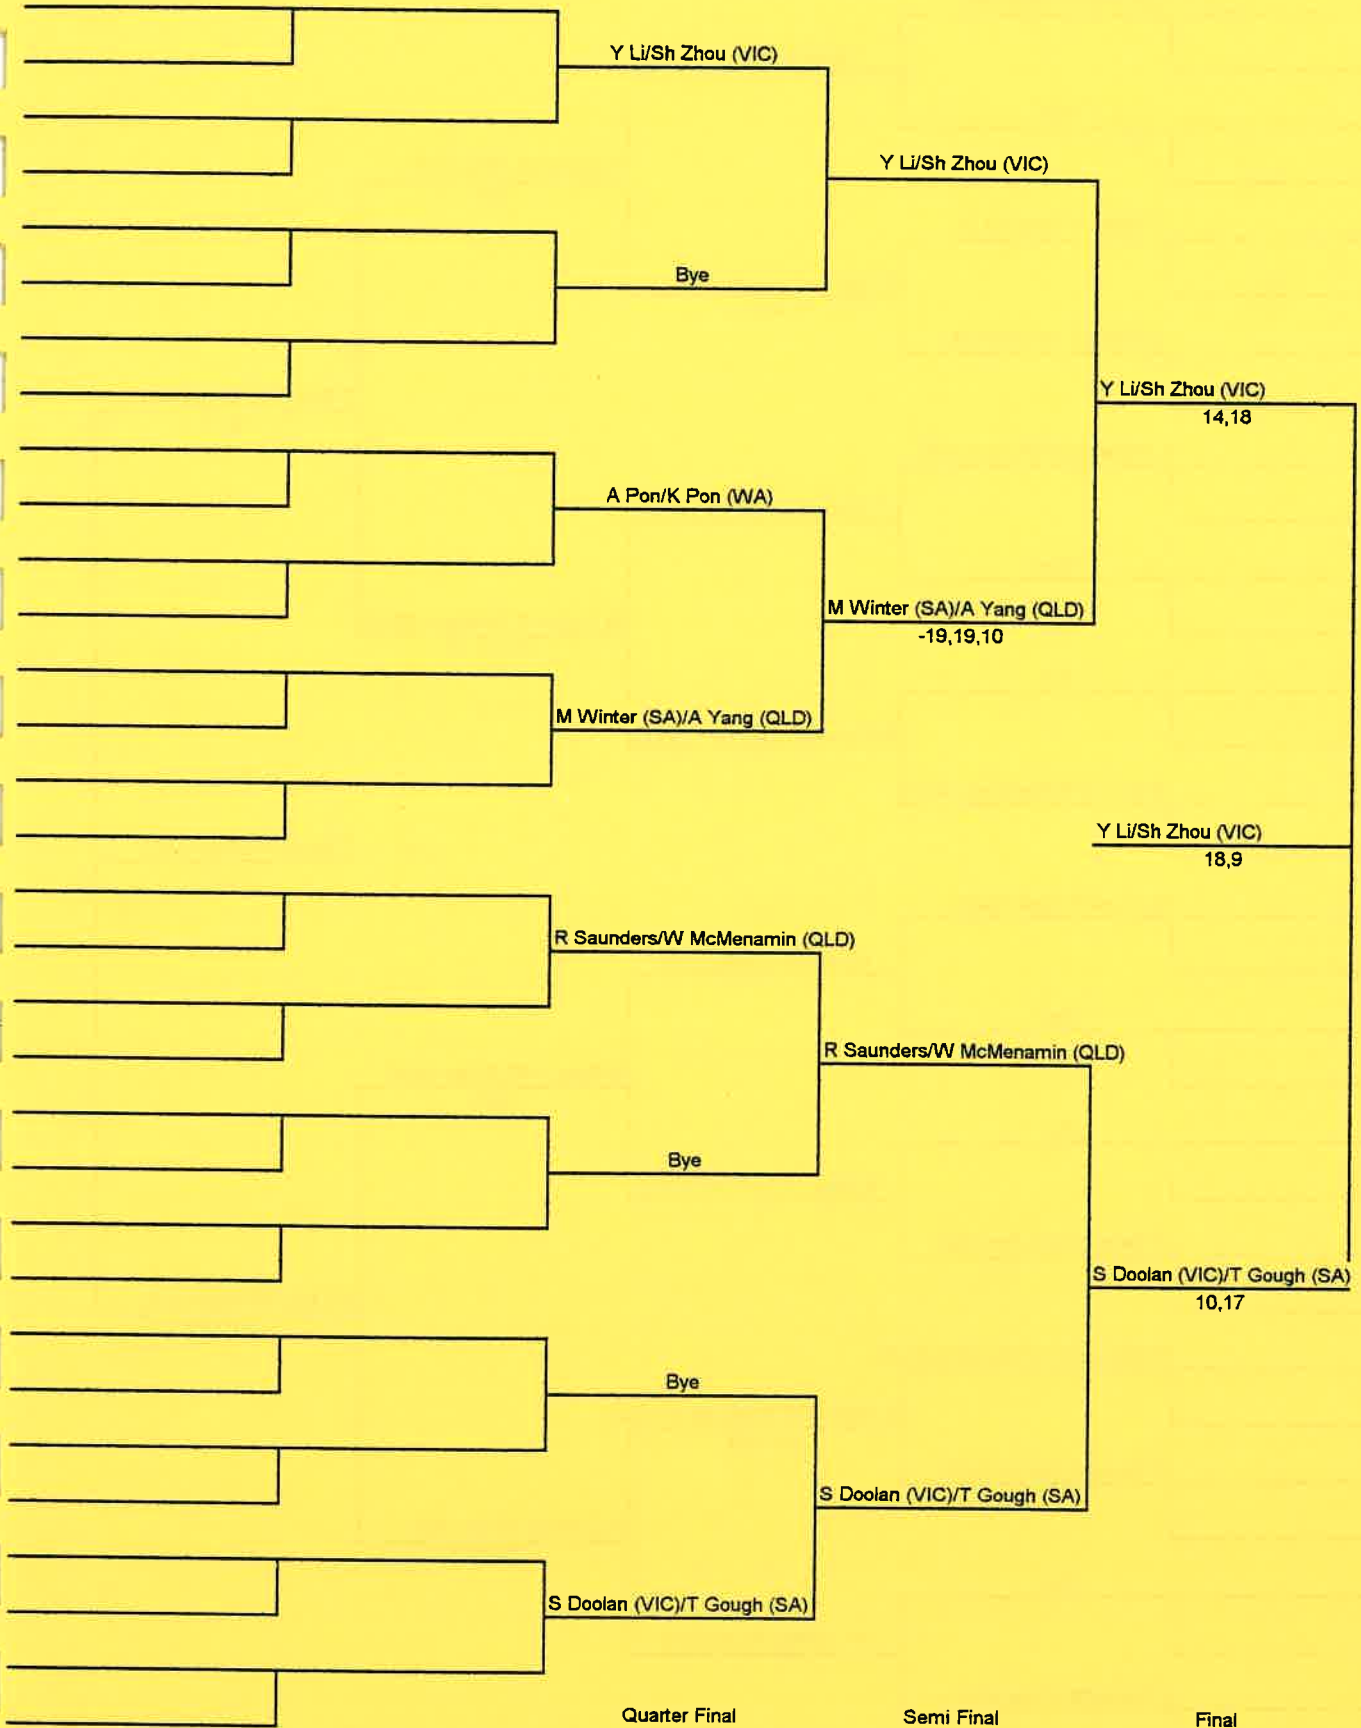 Y Li/Sh Zhou (VIC)
Y Li/Sh Zhou (VIC)
Bye
Y Li/Sh Zhou (VIC)
14,18
A Pon/K Pon (WA)
M Winter (SA)/A Yang (QLD)
-19,19,10
M Winter (SA)/A Yang (QLD)
Y Li/Sh Zhou (VIC)
18,9
R Saunders/W McMenamin (QLD)
R Saunders/W McMenamin (QLD)
Bye
S Doolan (VIC)/T Gough (SA)
10,17
Bye
S Doolan (VIC)/T Gough (SA)
S Doolan (VIC)/T Gough (SA)
Quarter Final
Semi Final
Final